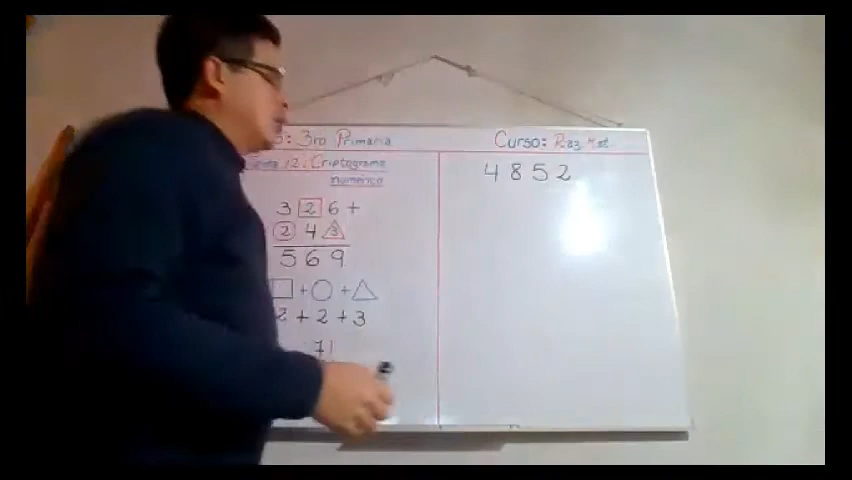 3ro Primaria
Curso: Raz Mat
Tema 12: Criptograma
numérico
3 2 6 +
2 4 3
5 6 9
+ +
2 + 2 + 3
7
4 8 5 2